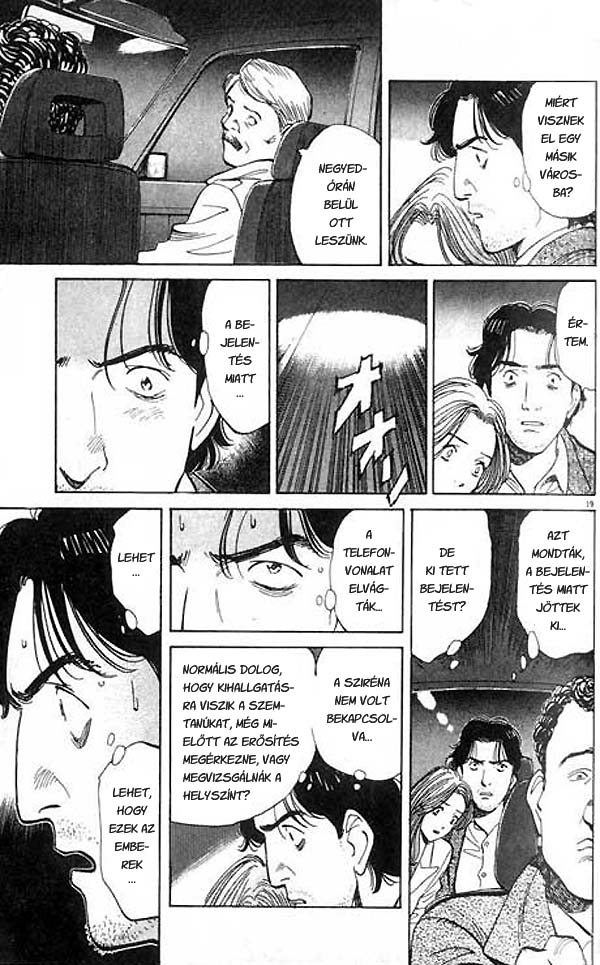 MIÉRT
VISZNEK
EL EGY
MÁSIK
VÁROS-
BA?
NEGYED-
ÓRÁN
BELÜL
OTT
LESZÜNK.
ÉR-
TEM.
オオ...
A BE-
JELEN-
TÉS
MIATT
...
19
AZT
MONDTÁK,
A BEJELEN-
TÉS MIATT
JÖTTEK
KI...
DE
KI TETT
BEJELEN-
TÉST?
A
TELEFON-
VONALAT
ELVÁG-
TÁK...
A SZIRÉNA
NEM VOLT
BEKAPCSOL-
VA...
NORMÁLIS DOLOG,
HOGY KIHALLGATÁS-
RA VISZIK A SZEM-
TANÚKAT, MÉG MI-
ELŐTT AZ ERŐSÍTÉS
MEGÉRKEZNE, VAGY
MEGVIZSGÁLNÁK A
HELYSZÍNT?
LEHET
...
LEHET,
HOGY
EZEK AZ
EMBE-
REK
...